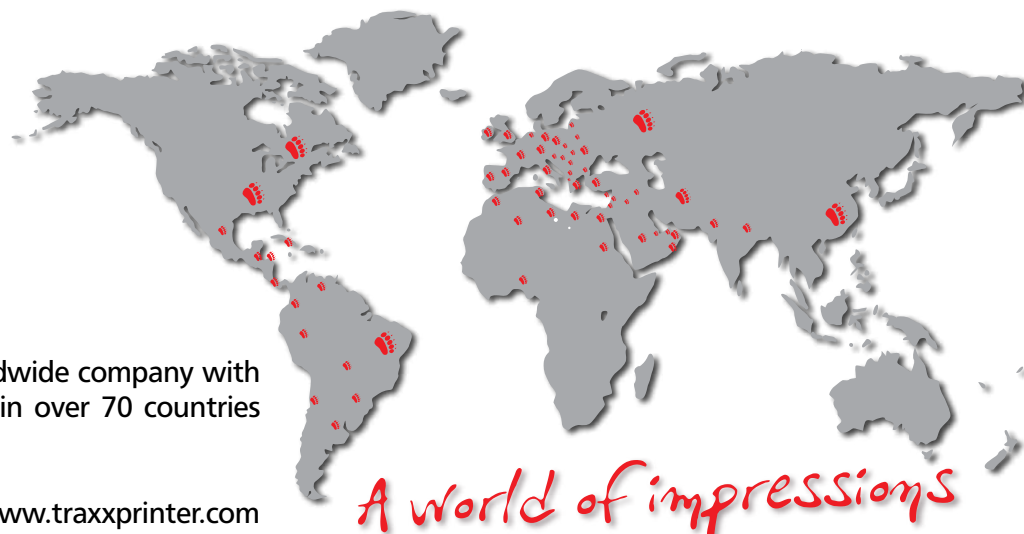 dwide company with
in over 70 countries
www.traxxprinter.com
A world of impressions